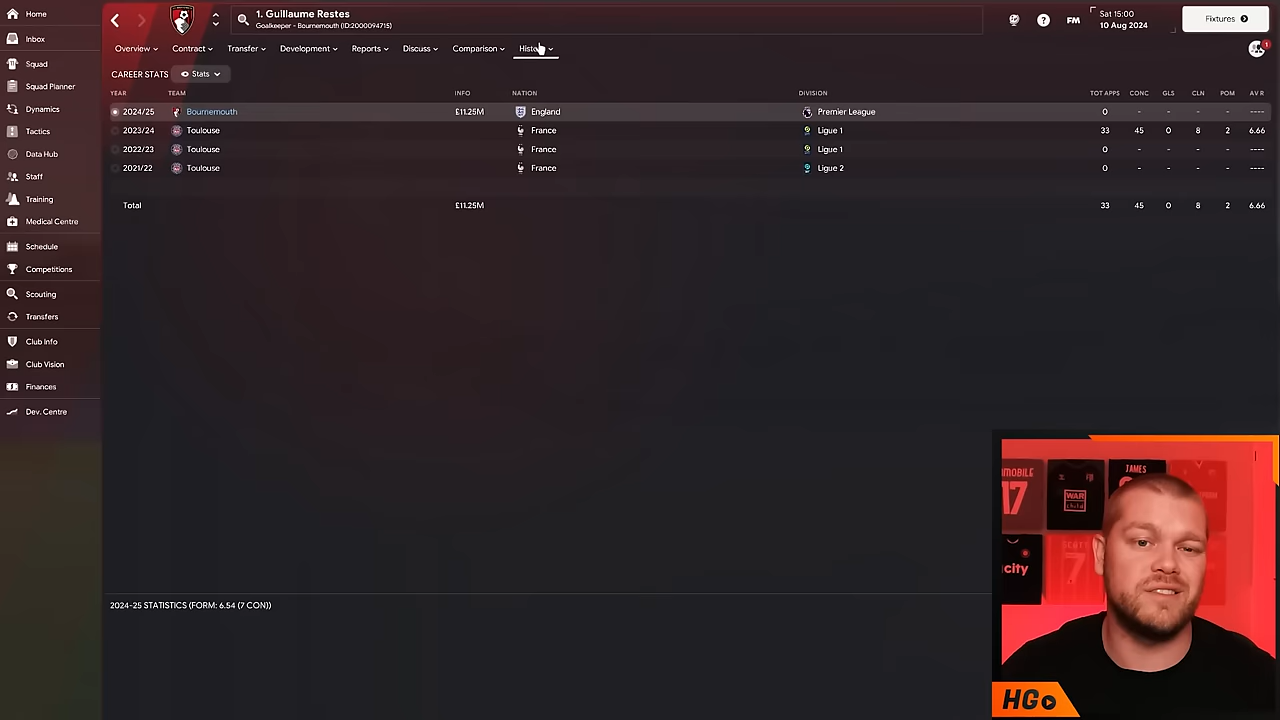 Home
Inbox
Squad
Squad Planner
Dynamics
Tactics
Data Hub
Staff
Training
Medical Centre
Schedule
Competitions
Scouting
Transfers
Club Info
Club Vision
Finances
Dev. Centre
1. Guillaume Restes
Goalkeeper - Bournemouth (ID:2000094715)
FM
Sat 15:00
10 Aug 2024
Fixtures
Overview Contract Transfer Development Reports Discuss Comparison
1
CAREER STATS Stats
YEAR TEAM INFO NATION DIVISION TOT APPS CONC GLS CLN POM AV R
2024/25 Bournemouth £11.25M England Premier League 0 - - - - ----
2023/24 Toulouse France Ligue 1 33 45 0 8 2 6.66
2022/23 Toulouse France Ligue 1 0 - - - - ----
2021/22 Toulouse France Ligue 2 0 - - - - ----
Total £11.25M 33 45 0 8 2 6.66
2024-25 STATISTICS (FORM: 6.54 (7 CON))
17
JAMES
WAR
child
7
HG